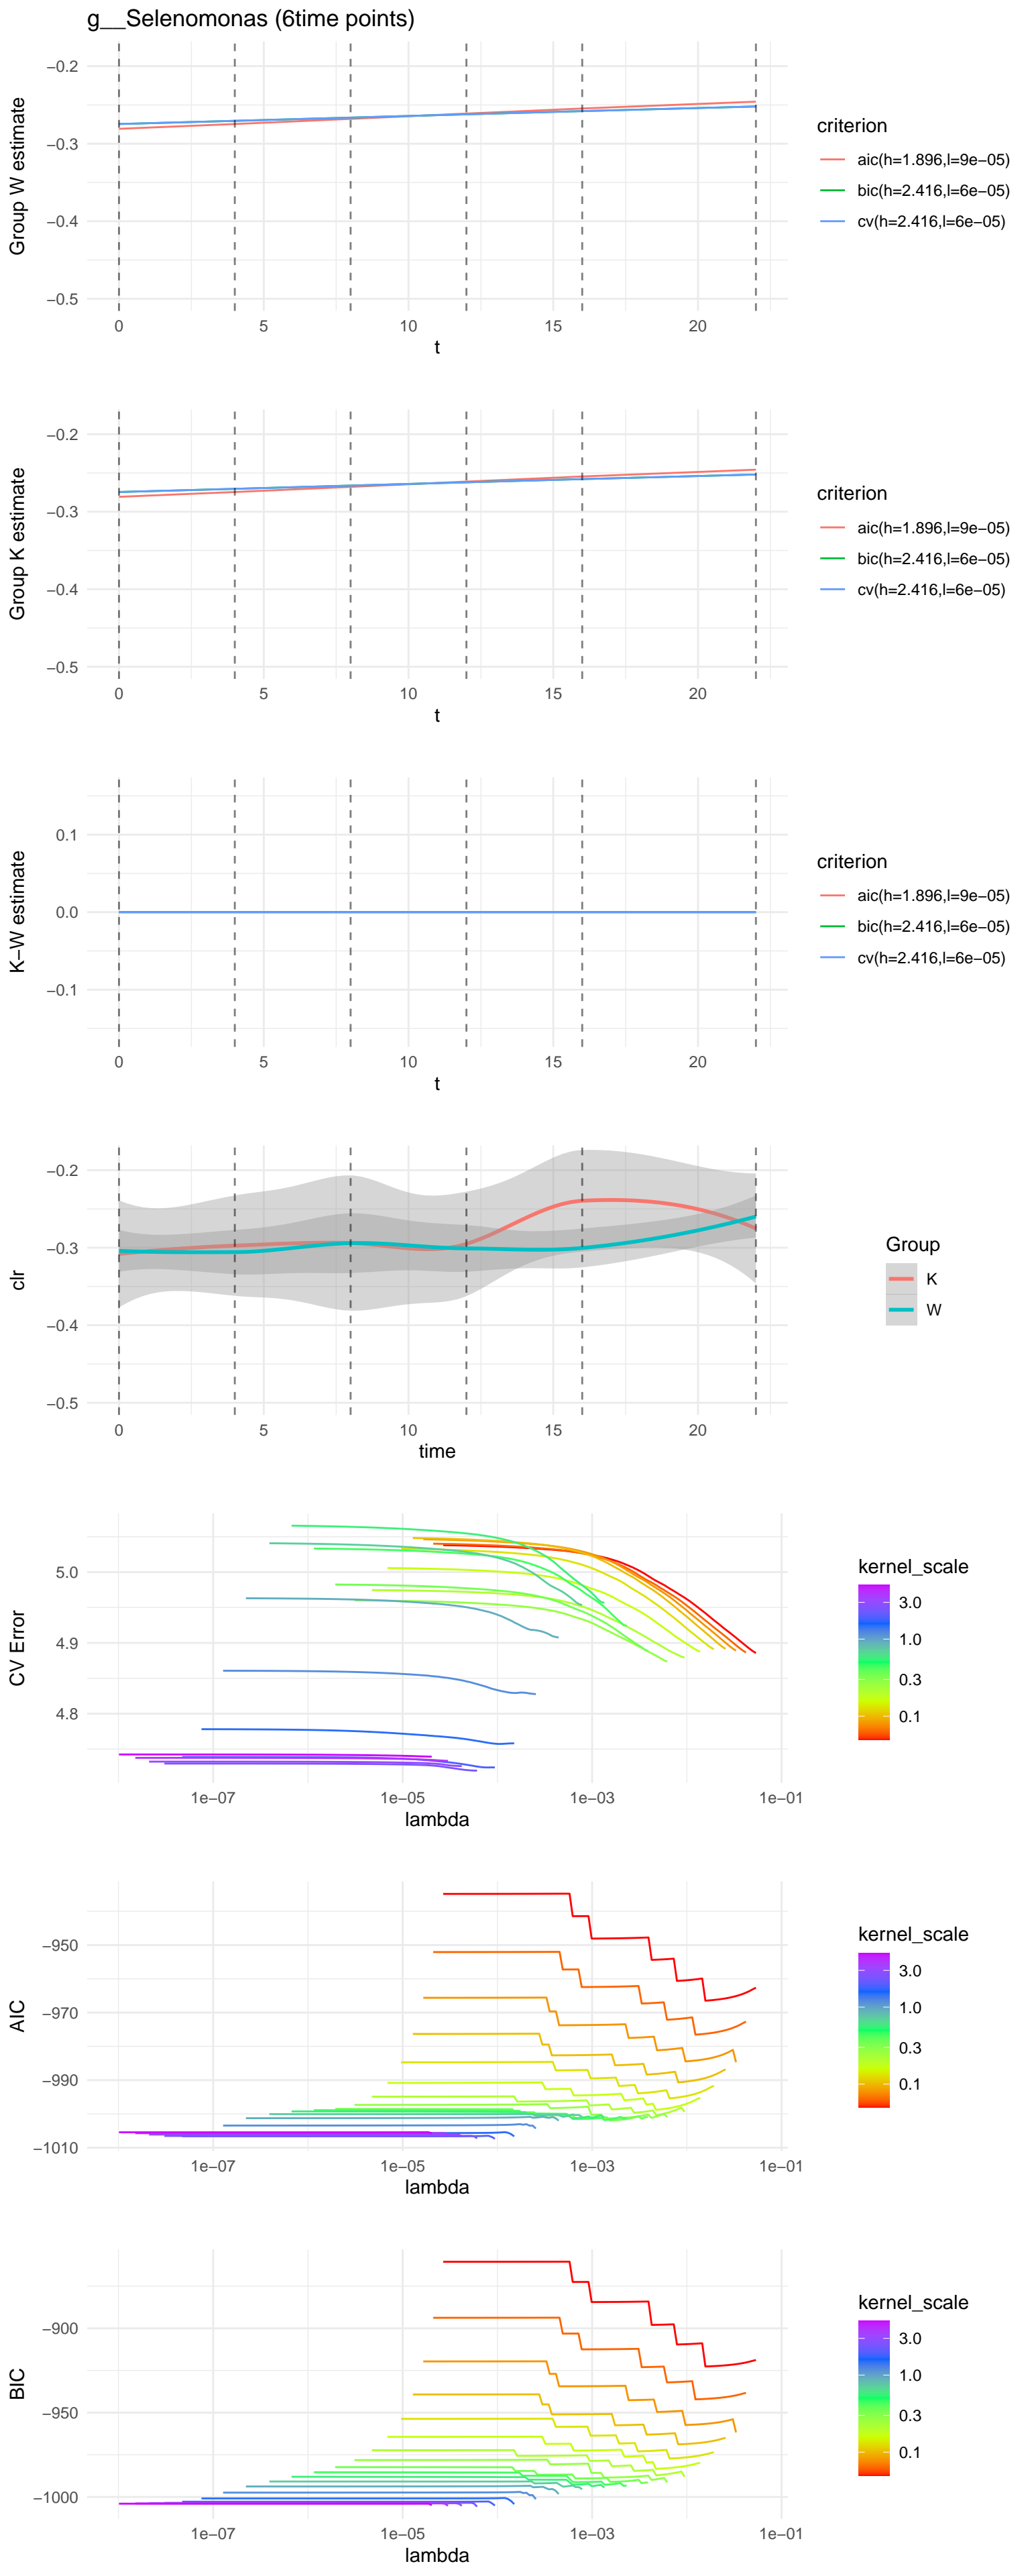 g__Selenomonas (6time points)
−0.2
−0.3
−0.4
−0.5
Group W estimate
0 5 10 15 20
t
criterion
aic(h=1.896,l=9e−05)
bic(h=2.416,l=6e−05)
cv(h=2.416,l=6e−05)
−0.2
−0.3
−0.4
−0.5
Group K estimate
0 5 10 15 20
t
criterion
aic(h=1.896,l=9e−05)
bic(h=2.416,l=6e−05)
cv(h=2.416,l=6e−05)
0.1
0.0
−0.1
K−W estimate
0 5 10 15 20
t
criterion
aic(h=1.896,l=9e−05)
bic(h=2.416,l=6e−05)
cv(h=2.416,l=6e−05)
−0.2
−0.3
−0.4
−0.5
clr
0 5 10 15 20
time
Group
K
W
5.0
4.9
4.8
CV Error
1e−07 1e−05 1e−03 1e−01
lambda
kernel_scale
3.0
1.0
0.3
0.1
−950
−970
−990
−1010
AIC
1e−07 1e−05 1e−03 1e−01
lambda
kernel_scale
3.0
1.0
0.3
0.1
−900
−950
−1000
BIC
1e−07 1e−05 1e−03 1e−01
lambda
kernel_scale
3.0
1.0
0.3
0.1